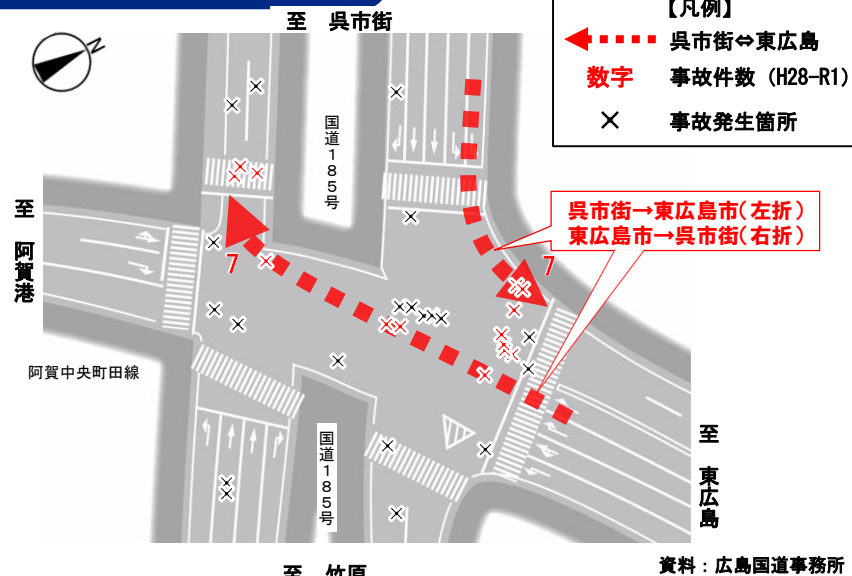 至 呉市街
【凡例】
呉市街⇔東広島
数字 事故件数（H28-R1）
× 事故発生箇所
N
国道185号
呉市街→東広島市(左折)
東広島市→呉市街(右折)
至 阿賀港
7
7
阿賀中央町田線
国道185号
至 東広島
至 竹原
資料：広島国道事務所